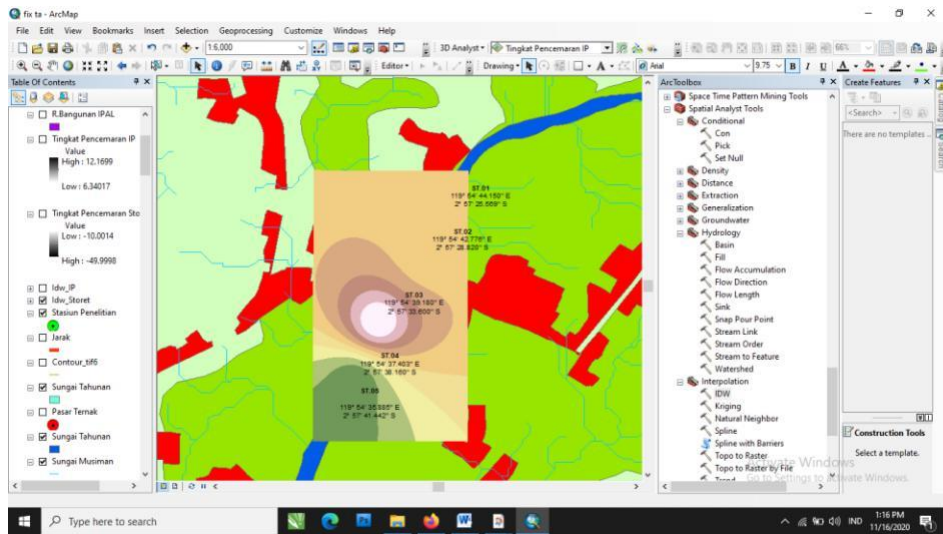 fix ta - ArcMap
File Edit View Bookmarks Insert Selection Geoprocessing Customize Windows Help
1:6,000
3D Analyst
Tingkat Pencemaran IP
66%
Editor
Drawing
A
Arial
9.75
B I U A
Table Of Contents
R.Bangunan IPAL
Tingkat Pencemaran IP
Value
High : 12.1699
Low : 6.34017
Tingkat Pencemaran Sto
Value
Low : -10.0014
High : -49.9998
Idw_IP
Idw_Storet
Stasiun Penelitian
Jarak
Contour_tif6
Sungai Tahunan
Pasar Ternak
Sungai Tahunan
Sungai Musiman
ST.01
119° 54' 44.150" E
ST.02
119° 54' 42.776" E
2° 57' 28.820" S
ST.03
2° 57' 33.600" S
ST.04
119° 54' 37.403" E
ST.05
2° 57' 41.442" S
ArcToolbox
Space Time Pattern Mining Tools
Spatial Analyst Tools
Conditional
Con
Pick
Set Null
Density
Distance
Extraction
Generalization
Groundwater
Hydrology
Basin
Fill
Flow Accumulation
Flow Direction
Flow Length
Sink
Snap Pour Point
Stream Link
Stream Order
Stream to Feature
Watershed
Interpolation
IDW
Kriging
Natural Neighbor
Spline
Spline with Barriers
Topo to Raster
Topo to Raster by File
Trend
Create Features
<Search>
There are no templates
Construction Tools
Select a template.
Activate Windows
Go to Settings to activate Windows.
Type here to search
IND
1:16 PM
11/16/2020